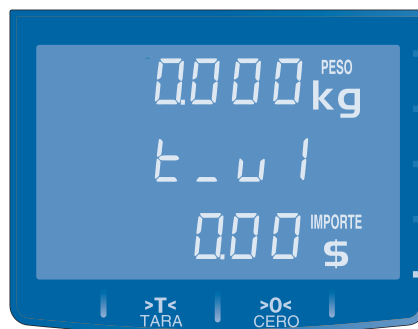 0.000 PESO kg
t_u1
0.00 IMPORTE $
>T< >0<
TARA CERO